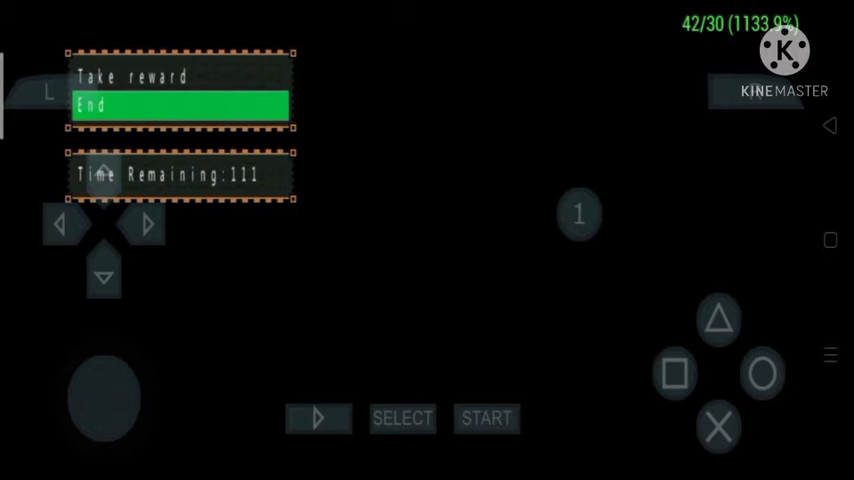 42/30 (1133.9%)
K
KINEMASTER
Take reward
End
L
R
Time Remaining:111
1
SELECT
START